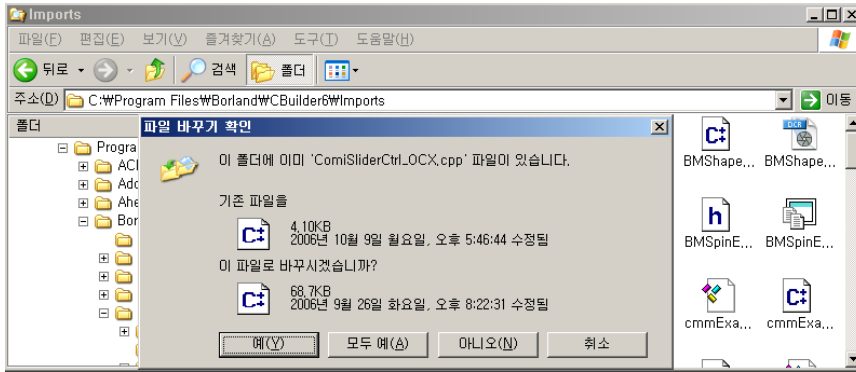 Imports
파일(F) 편집(E) 보기(V) 즐겨찾기(A) 도구(T) 도움말(H)
뒤로 검색 폴더
주소(D) C:₩Program Files₩Borland₩CBuilder6₩Imports 이동
폴더
Progra
ACI
Ado
Ahe
Bor
파일 바꾸기 확인
이 폴더에 이미 'ComiSliderCtrl_OCX.cpp' 파일이 있습니다.
기존 파일을
4,10KB
2006년 10월 9일 월요일, 오후 5:46:44 수정됨
이 파일로 바꾸시겠습니까?
68,7KB
2006년 9월 26일 화요일, 오후 8:22:31 수정됨
예(Y) 모두 예(A) 아니오(N) 취소
BMShape... BMShape...
BMSpinE... BMSpinE...
cmmExa... cmmExa...